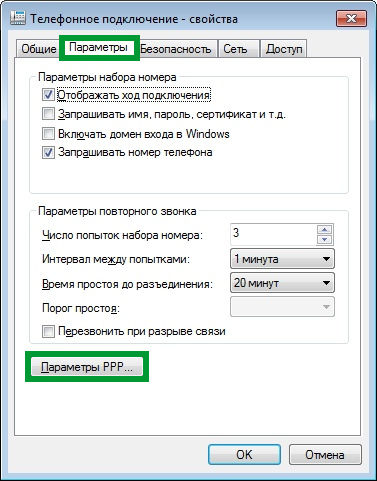 Телефонное подключение - свойства
Общие Параметры Безопасность Сеть Доступ
Параметры набора номера
Отображать ход подключения
Запрашивать имя, пароль, сертификат и т.д.
Включать домен входа в Windows
Запрашивать номер телефона
Параметры повторного звонка
Число попыток набора номера: 3
Интервал между попытками: 1 минута
Время простоя до разъединения: 20 минут
Порог простоя:
Перезвонить при разрыве связи
Параметры PPP...
OK Отмена